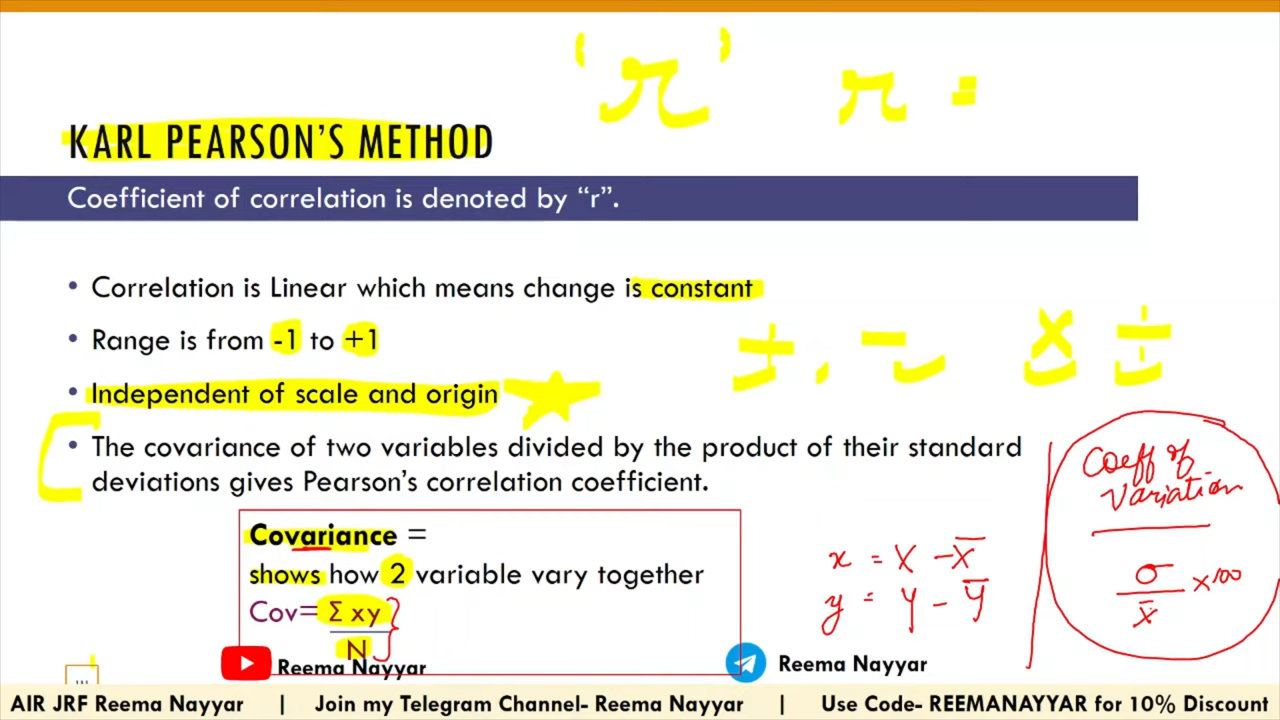 'r' r =
KARL PEARSON'S METHOD
Coefficient of correlation is denoted by “r”.
• Correlation is Linear which means change is constant
• Range is from -1 to +1
+, - × ÷
• Independent of scale and origin
• The covariance of two variables divided by the product of their standard
deviations gives Pearson's correlation coefficient.
Coeff of
Variation
σ
x̄
×100
Covariance =
shows how 2 variable vary together
Cov= Σ xy
N
x = X - X̄
y = Y - Ȳ
Reema Nayyar
Reema Nayyar
AIR JRF Reema Nayyar | Join my Telegram Channel- Reema Nayyar | Use Code- REEMANAYYAR for 10% Discount